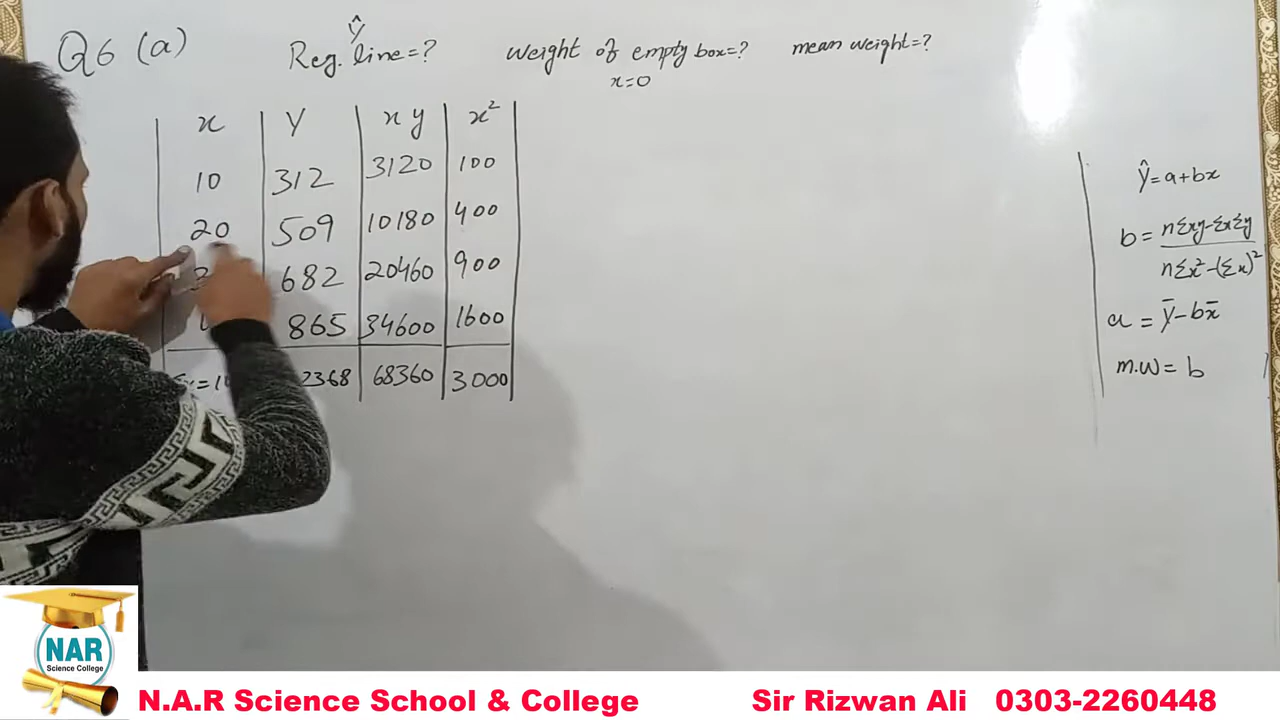 Q6 (a) Reg. line=? Weight of empty box=? mean weight=?
Ŷ
x=0
x Y xy x²
10 312 3120 100
20 509 10180 400
682 20460 900
865 34600 1600
2368 68360 3000
Ŷ=a+bx
b = nΣxy-ΣxΣy
nΣx²-(Σx)²
a = ȳ-bx̄
m.W = b
NAR
Science College
N.A.R Science School & College Sir Rizwan Ali 0303-2260448